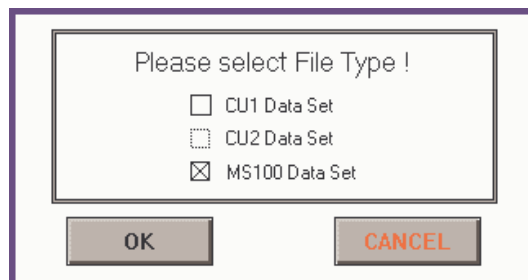 Please select File Type !
CU1 Data Set
CU2 Data Set
MS100 Data Set
OK
CANCEL